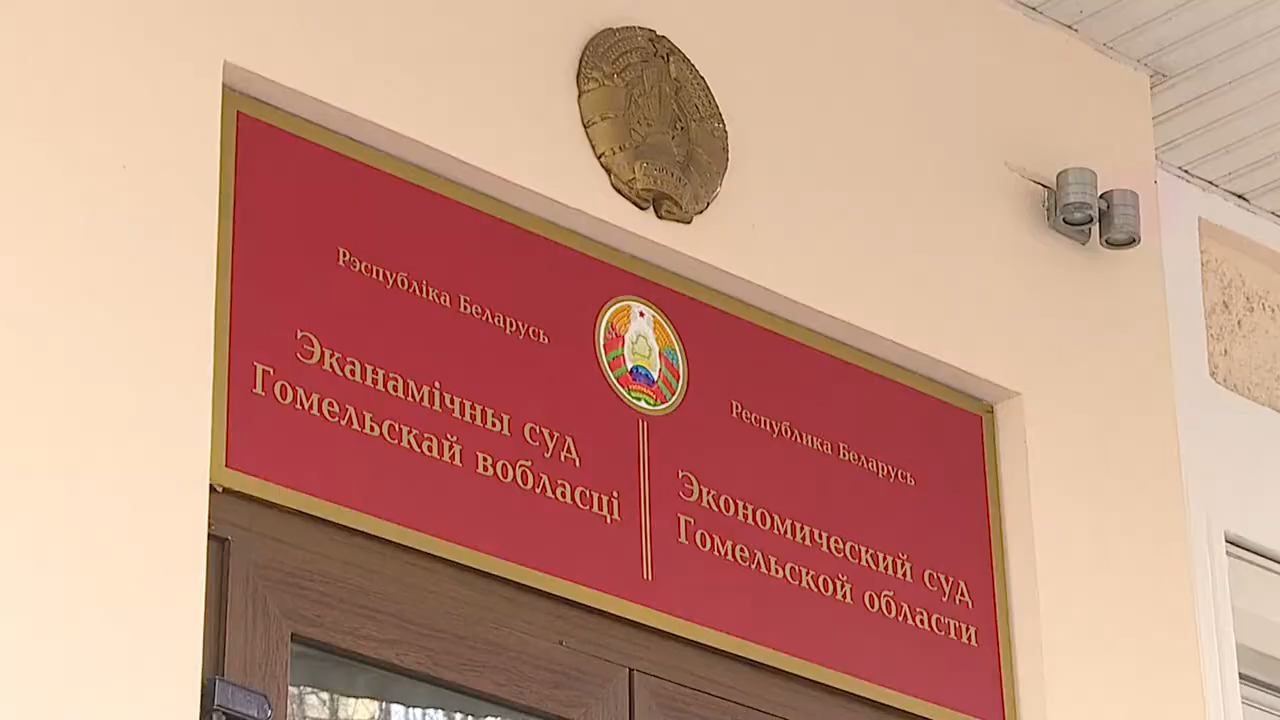 Рэспубліка Беларусь
Эканамічны суд
Гомельскай вобласці
Республика Беларусь
Экономический суд
Гомельской области